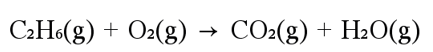 C₂H₆(g) + O₂(g) → CO₂(g) + H₂O(g)